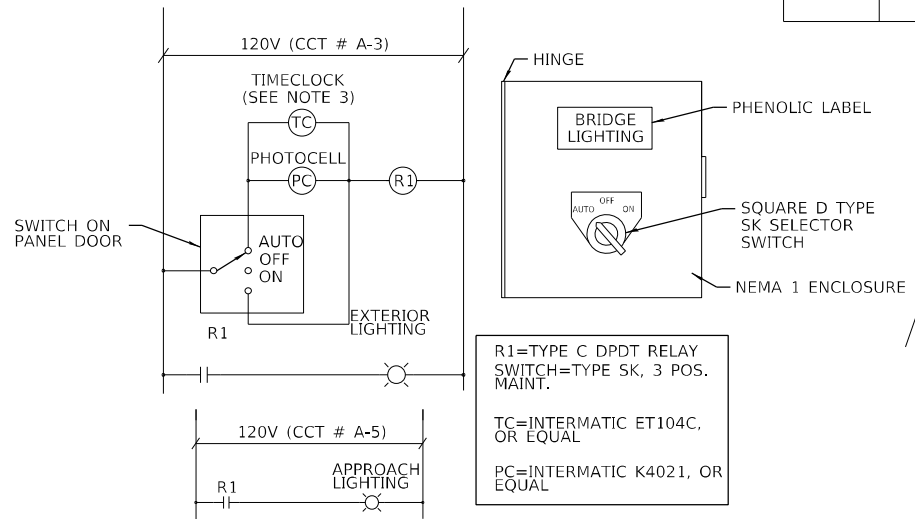 120V (CCT # A-3)
TIMECLOCK
(SEE NOTE 3)
TC
PHOTOCELL
PC
R1
SWITCH ON
PANEL DOOR
AUTO
OFF
ON
R1
EXTERIOR
LIGHTING
120V (CCT # A-5)
R1
APPROACH
LIGHTING
HINGE
BRIDGE
LIGHTING
PHENOLIC LABEL
OFF
AUTO ON
SQUARE D TYPE
SK SELECTOR
SWITCH
NEMA 1 ENCLOSURE
R1=TYPE C DPDT RELAY
SWITCH=TYPE SK, 3 POS.
MAINT.
TC=INTERMATIC ET104C,
OR EQUAL
PC=INTERMATIC K4021, OR
EQUAL